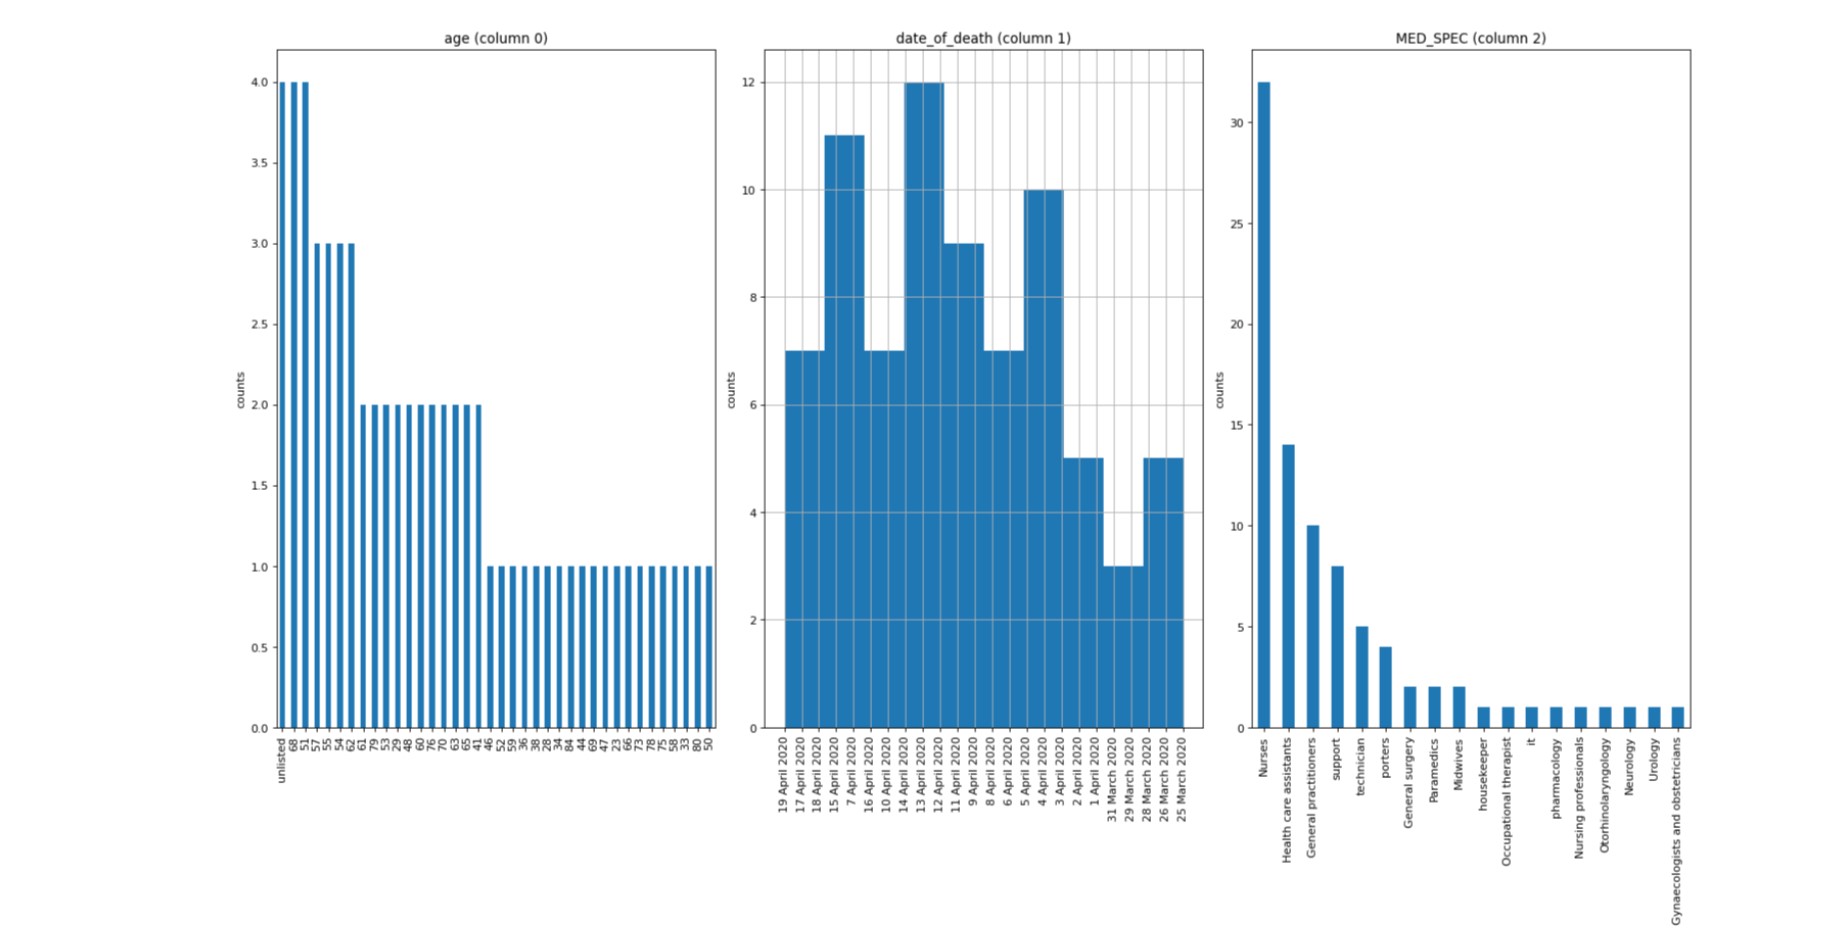 age (column 0)
counts
4.0
3.5
3.0
2.5
2.0
1.5
1.0
0.5
0.0
unlisted
68
51
57
55
54
62
61
79
53
29
48
60
76
70
63
65
41
46
52
59
36
38
28
34
84
44
69
47
23
66
73
78
75
58
33
80
50
date_of_death (column 1)
counts
12
10
8
6
4
2
0
19 April 2020
17 April 2020
18 April 2020
15 April 2020
7 April 2020
16 April 2020
10 April 2020
14 April 2020
13 April 2020
12 April 2020
11 April 2020
9 April 2020
8 April 2020
6 April 2020
5 April 2020
4 April 2020
3 April 2020
2 April 2020
1 April 2020
31 March 2020
29 March 2020
28 March 2020
26 March 2020
25 March 2020
MED_SPEC (column 2)
counts
30
25
20
15
10
5
0
Nurses
Health care assistants
General practitioners
support
technician
porters
General surgery
Paramedics
Midwives
housekeeper
Occupational therapist
it
pharmacology
Nursing professionals
Otorhinolaryngology
Neurology
Urology
Gynaecologists and obstetricians